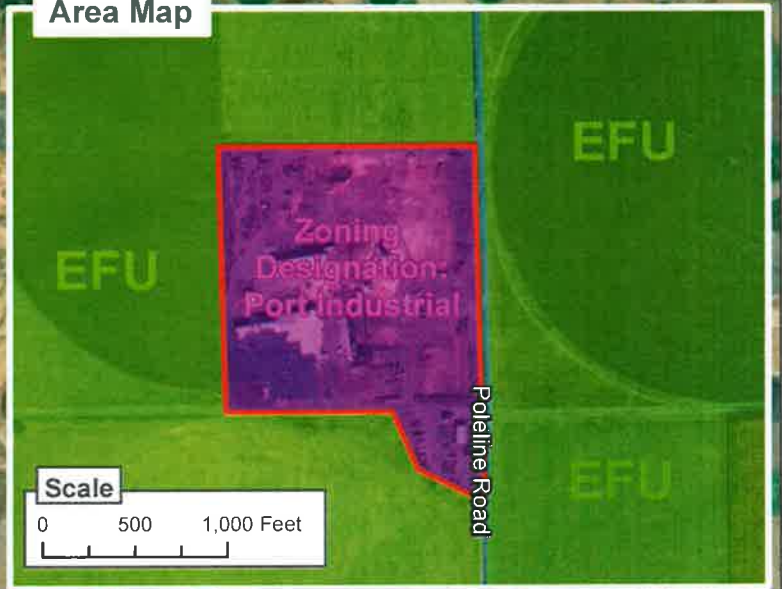 Area Map
EFU
Zoning
Designation:
Port Industrial
EFU
Poleline Road
EFU
Scale
0 500 1,000 Feet